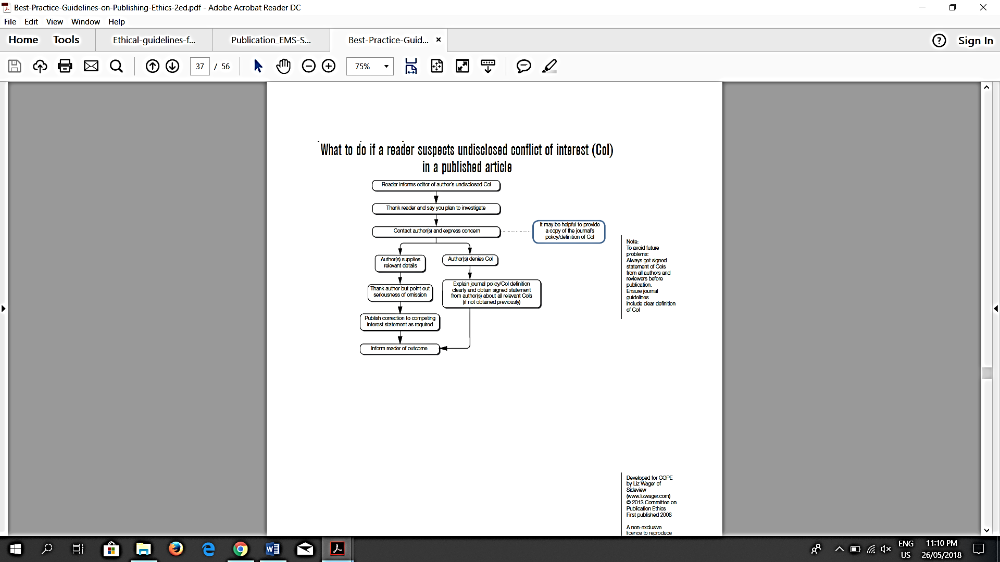 Best-Practice-Guidelines-on-Publishing-Ethics-2ed.pdf - Adobe Acrobat Reader DC
File Edit View Window Help
Home Tools Ethical-guidelines-f... Publication_EMS-S... Best-Practice-Guid... × ? Sign In
37 / 56 75%
What to do if a reader suspects undisclosed conflict of interest (CoI)
in a published article
Reader informs editor of author's undisclosed CoI
Thank reader and say you plan to investigate
Contact author(s) and express concern
It may be helpful to provide
a copy of the journal's
policy/definition of CoI
Author(s) supplies
relevant details
Author(s) denies CoI
Thank author but point out
seriousness of omission
Explain journal policy/CoI definition
clearly and obtain signed statement
from author(s) about all relevant CoIs
(if not obtained previously)
Publish correction to competing
interest statement as required
Inform reader of outcome
Note:
To avoid future
problems:
Always get signed
statement of CoIs
from all authors and
reviewers before
publication.
Ensure journal
guidelines
include clear definition
of CoI
Developed for COPE
by Liz Wager of
Sideview
(www.lizwager.com)
© 2013 Committee on
Publication Ethics
First published 2006
A non-exclusive
licence to reproduce
ENG
US
11:10 PM
26/05/2018